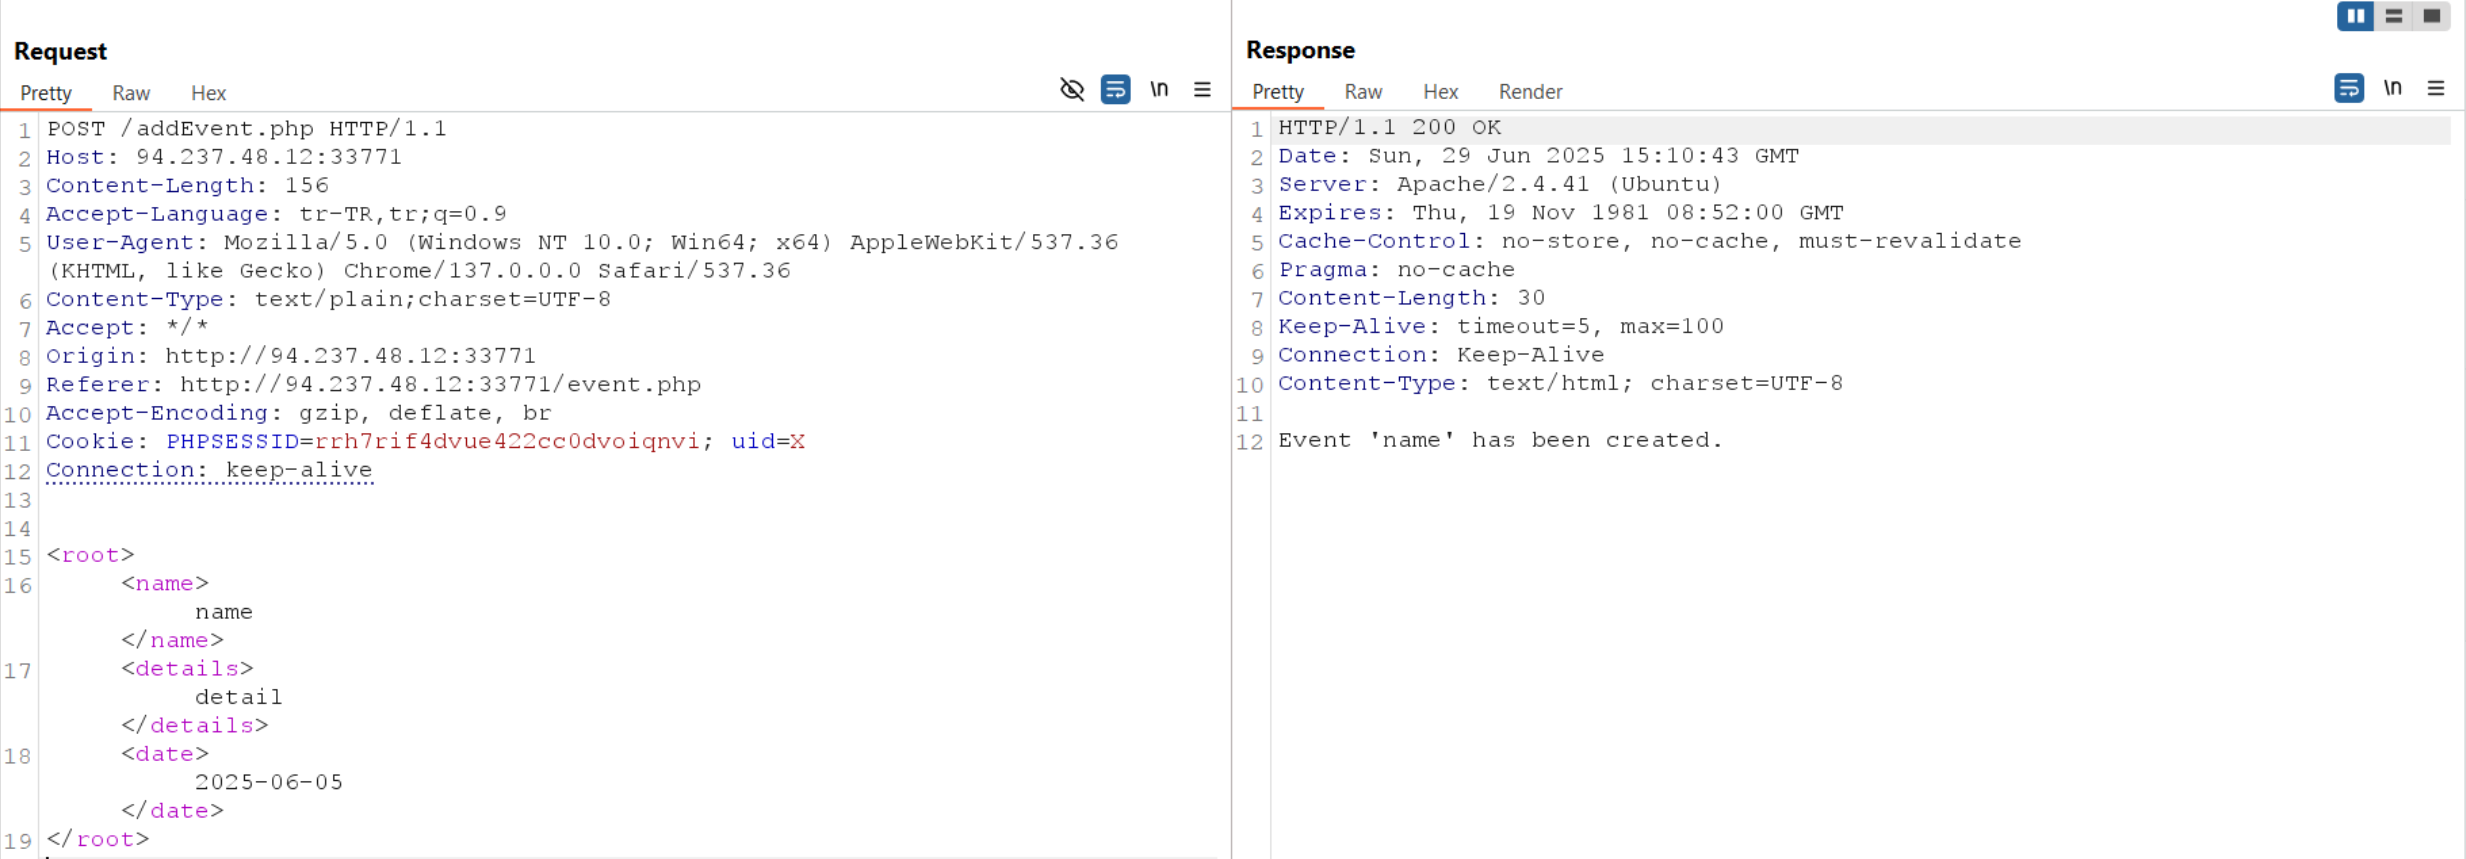 Request
Pretty Raw Hex
\n
1 POST /addEvent.php HTTP/1.1
2 Host: 94.237.48.12:33771
3 Content-Length: 156
4 Accept-Language: tr-TR,tr;q=0.9
5 User-Agent: Mozilla/5.0 (Windows NT 10.0; Win64; x64) AppleWebKit/537.36
(KHTML, like Gecko) Chrome/137.0.0.0 Safari/537.36
6 Content-Type: text/plain;charset=UTF-8
7 Accept: */*
8 Origin: http://94.237.48.12:33771
9 Referer: http://94.237.48.12:33771/event.php
10 Accept-Encoding: gzip, deflate, br
11 Cookie: PHPSESSID=rrh7rif4dvue422cc0dvoiqnvi; uid=X
12 Connection: keep-alive
13
14
15 <root>
16 <name>
name
</name>
17 <details>
detail
</details>
18 <date>
2025-06-05
</date>
19 </root>
Response
Pretty Raw Hex Render
\n
1 HTTP/1.1 200 OK
2 Date: Sun, 29 Jun 2025 15:10:43 GMT
3 Server: Apache/2.4.41 (Ubuntu)
4 Expires: Thu, 19 Nov 1981 08:52:00 GMT
5 Cache-Control: no-store, no-cache, must-revalidate
6 Pragma: no-cache
7 Content-Length: 30
8 Keep-Alive: timeout=5, max=100
9 Connection: Keep-Alive
10 Content-Type: text/html; charset=UTF-8
11
12 Event 'name' has been created.